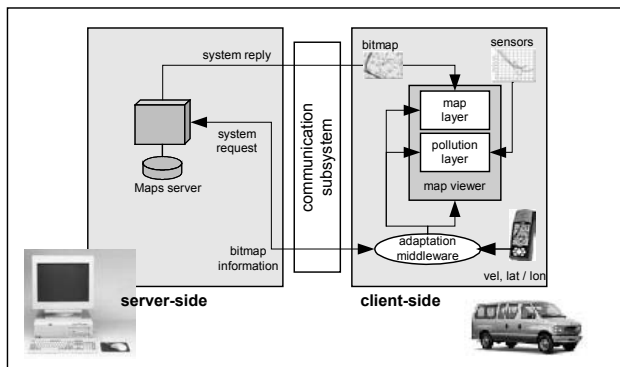 system reply
bitmap
sensors
map
layer
system
request
pollution
layer
Maps server
map viewer
communication
subsystem
bitmap
information
adaptation
middleware
vel, lat / lon
server-side
client-side